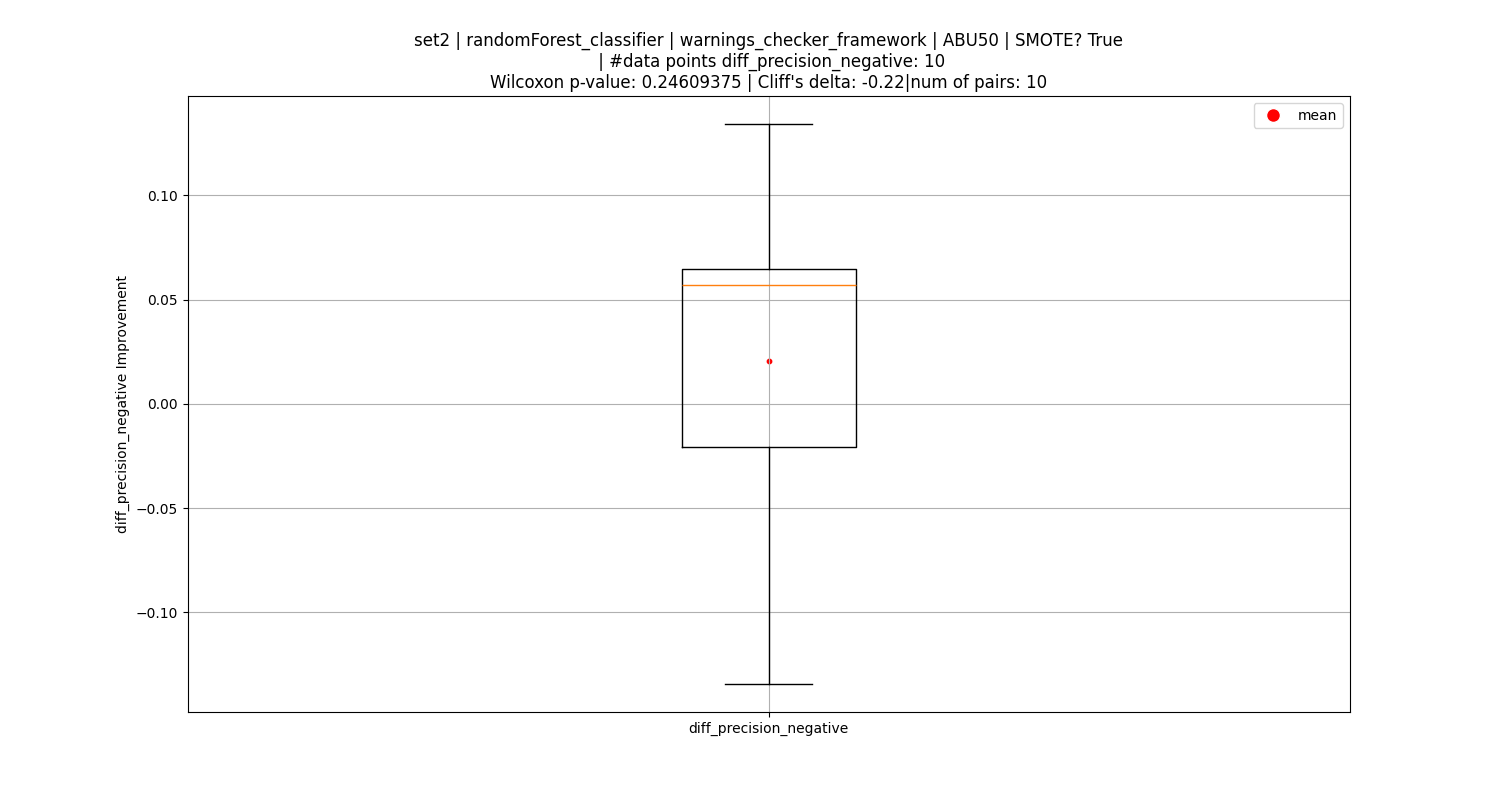 set2 | randomForest_classifier | warnings_checker_framework | ABU50 | SMOTE? True
| #data points diff_precision_negative: 10
Wilcoxon p-value: 0.24609375 | Cliff's delta: -0.22|num of pairs: 10
mean
0.10
0.05
0.00
−0.05
−0.10
diff_precision_negative Improvement
diff_precision_negative